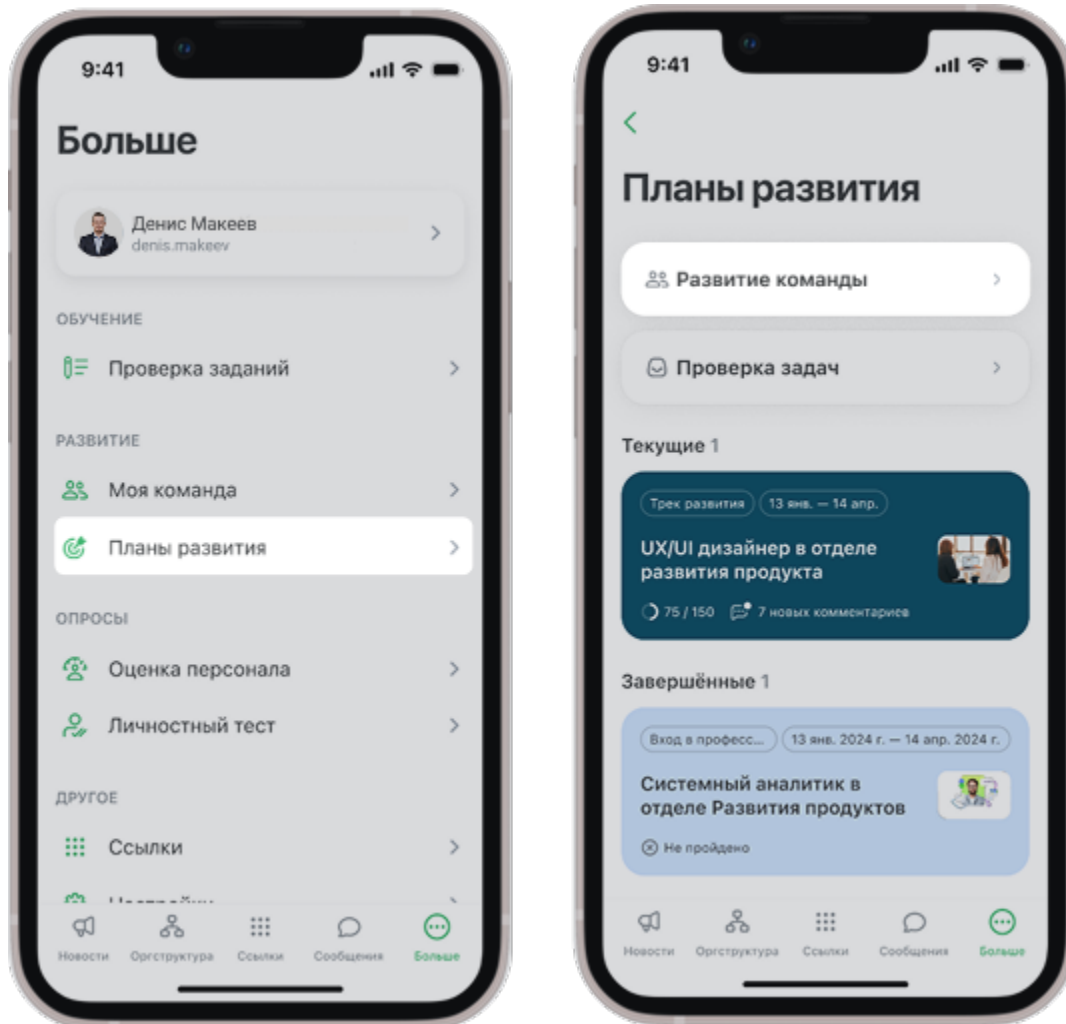 9:41
Больше
Денис Макеев
denis.makeev
ОБУЧЕНИЕ
Проверка заданий
РАЗВИТИЕ
Моя команда
Планы развития
ОПРОСЫ
Оценка персонала
Личностный тест
ДРУГОЕ
Ссылки
Новости Оргструктура Ссылки Сообщения Больше
9:41
Планы развития
Развитие команды
Проверка задач
Текущие 1
Трек развития 13 янв. — 14 апр.
UX/UI дизайнер в отделе
развития продукта
75 / 150 7 новых комментариев
Завершённые 1
Вход в професс... 13 янв. 2024 г. — 14 апр. 2024 г.
Системный аналитик в
отделе Развития продуктов
Не пройдено
Новости Оргструктура Ссылки Сообщения Больше